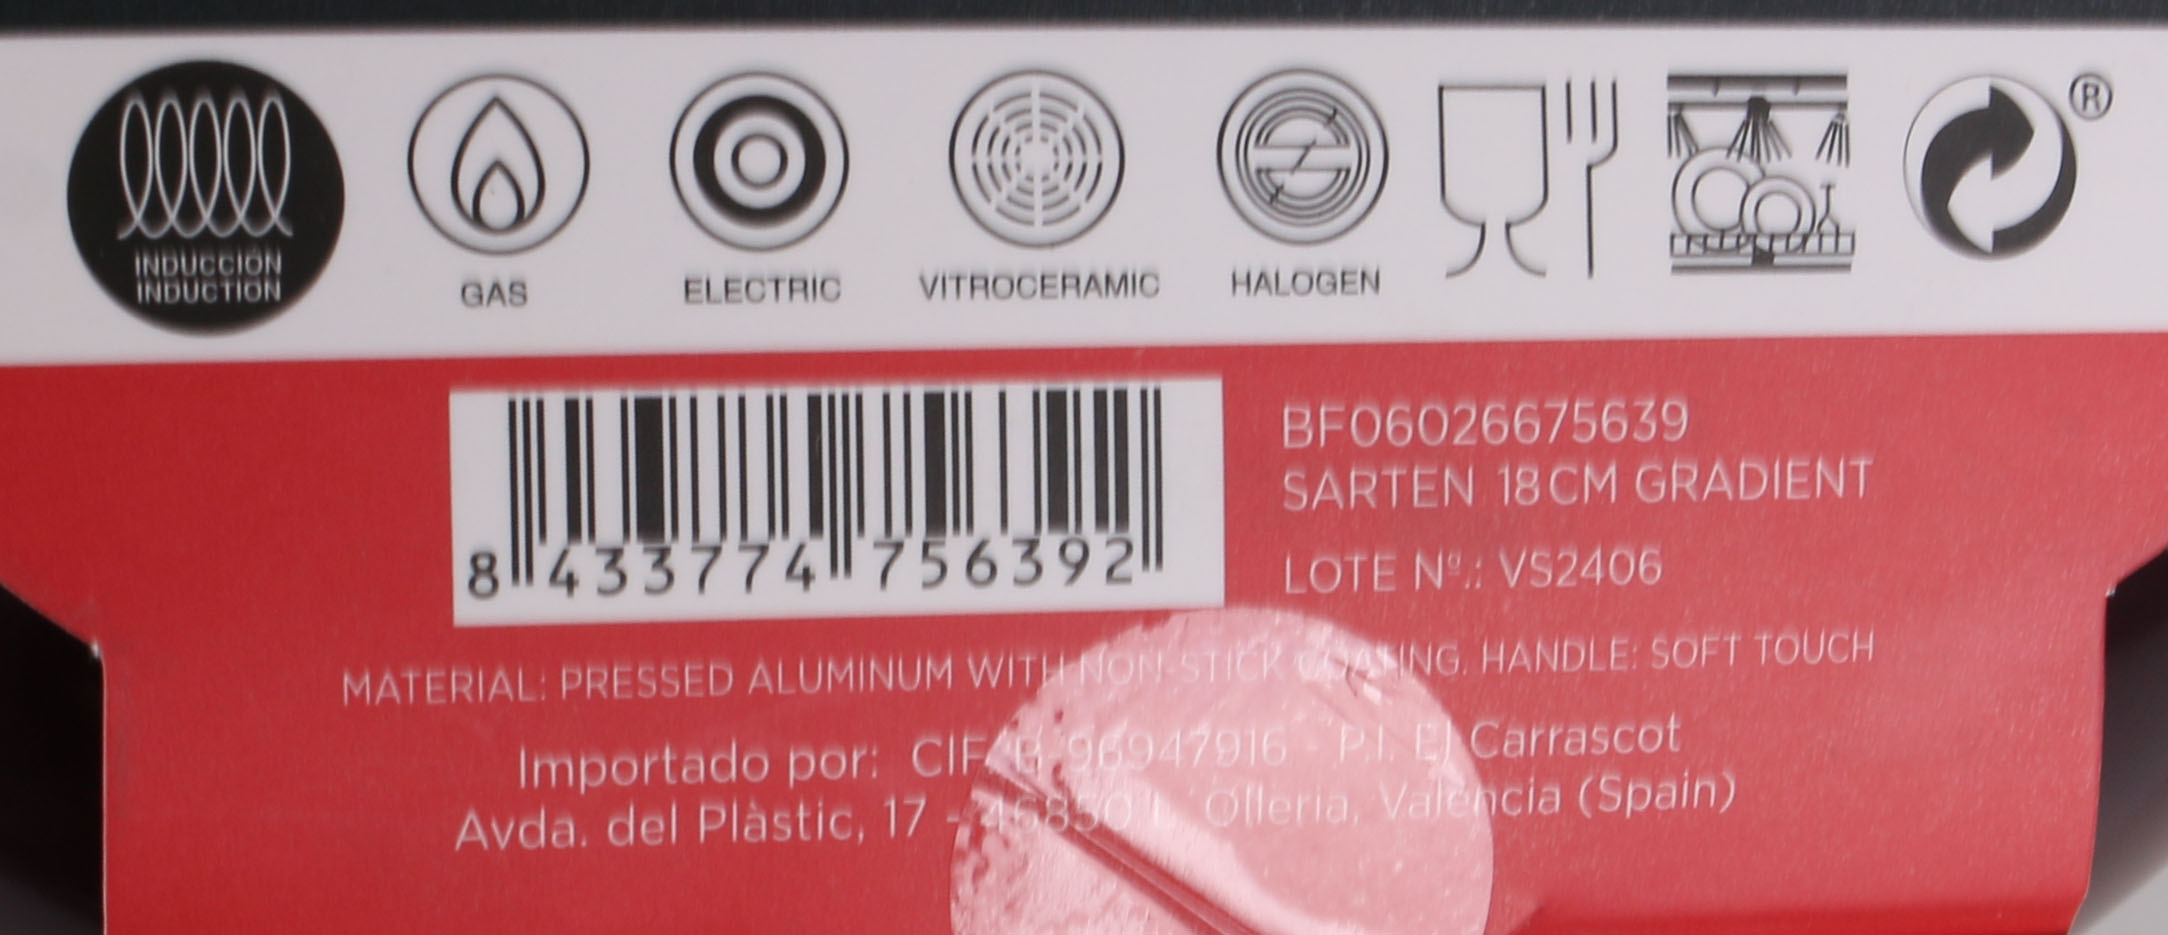 INDUCCIÓN
INDUCTION
GAS
ELECTRIC
VITROCERAMIC
HALOGEN
®
8 433774 756392
BF06026675639
SARTEN 18CM GRADIENT
LOTE Nº.: VS2406
MATERIAL: PRESSED ALUMINUM WITH NON-STICK COATING. HANDLE: SOFT TOUCH
Importado por: CIF: B-96947916 - P.I. El Carrascot
Avda. del Plàstic, 17 - 46850 L´Olleria, Valencia (Spain)